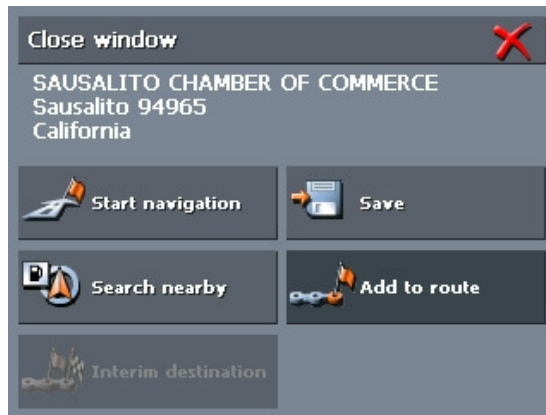 Close window
SAUSALITO CHAMBER OF COMMERCE
Sausalito 94965
California
Start navigation
Save
Search nearby
Add to route
Interim destination